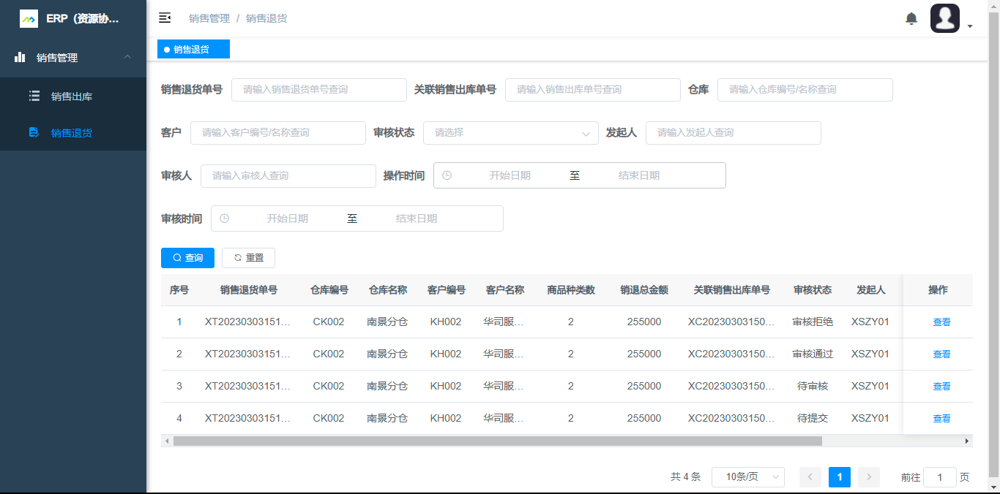 ERP（资源协...
销售管理 / 销售退货
销售管理
销售退货
销售出库
销售退货
销售退货单号 请输入销售退货单号查询 关联销售出库单号 请输入销售出库单号查询 仓库 请输入仓库编号/名称查询
客户 请输入客户编号/名称查询 审核状态 请选择 发起人 请输入发起人查询
审核人 请输入审核人查询 操作时间 开始日期 至 结束日期
审核时间 开始日期 至 结束日期
查询 重置
序号 销售退货单号 仓库编号 仓库名称 客户编号 客户名称 商品种类数 销退总金额 关联销售出库单号 审核状态 发起人 操作
1 XT20230303151... CK002 南景分仓 KH002 华司服... 2 255000 XC20230303150... 审核拒绝 XSZY01 查看
2 XT20230303151... CK002 南景分仓 KH002 华司服... 2 255000 XC20230303150... 审核通过 XSZY01 查看
3 XT20230303151... CK002 南景分仓 KH002 华司服... 2 255000 XC20230303150... 待审核 XSZY01 查看
4 XT20230303151... CK002 南景分仓 KH002 华司服... 2 255000 XC20230303150... 待提交 XSZY01 查看
共 4 条 10条/页 1 前往 1 页